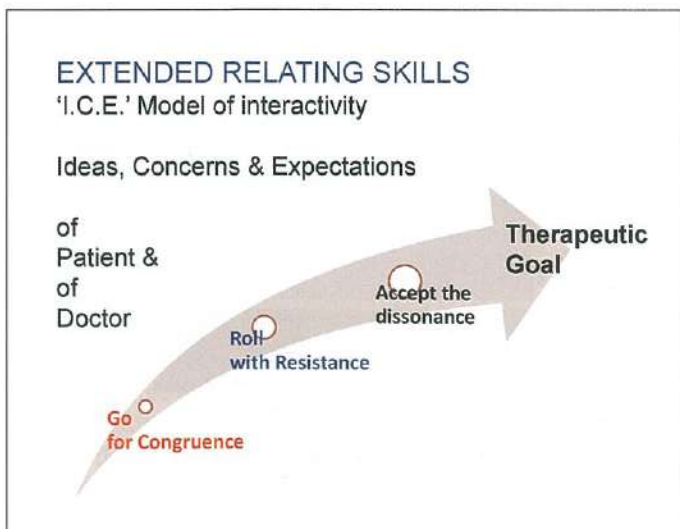 EXTENDED RELATING SKILLS
‘I.C.E.’ Model of interactivity
Ideas, Concerns & Expectations
of
Patient &
of
Doctor
Therapeutic
Goal
Accept the
dissonance
Roll
with Resistance
Go
for Congruence